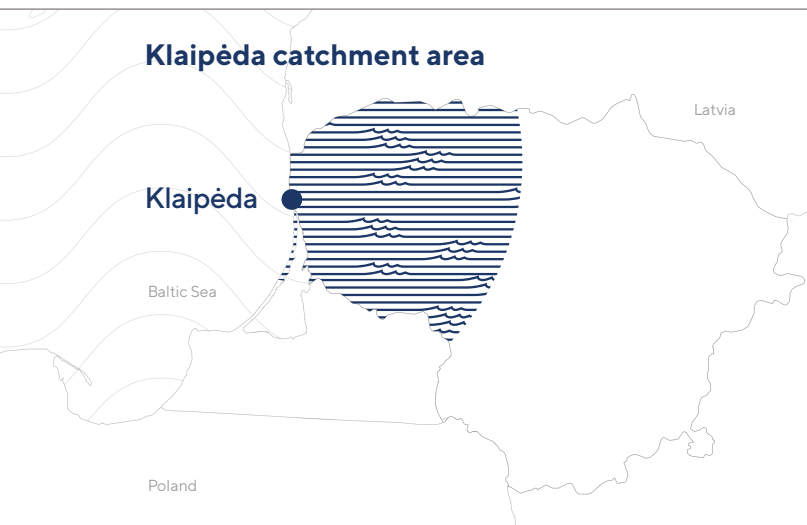 Klaipėda catchment area
Latvia
Klaipėda
Baltic Sea
Poland